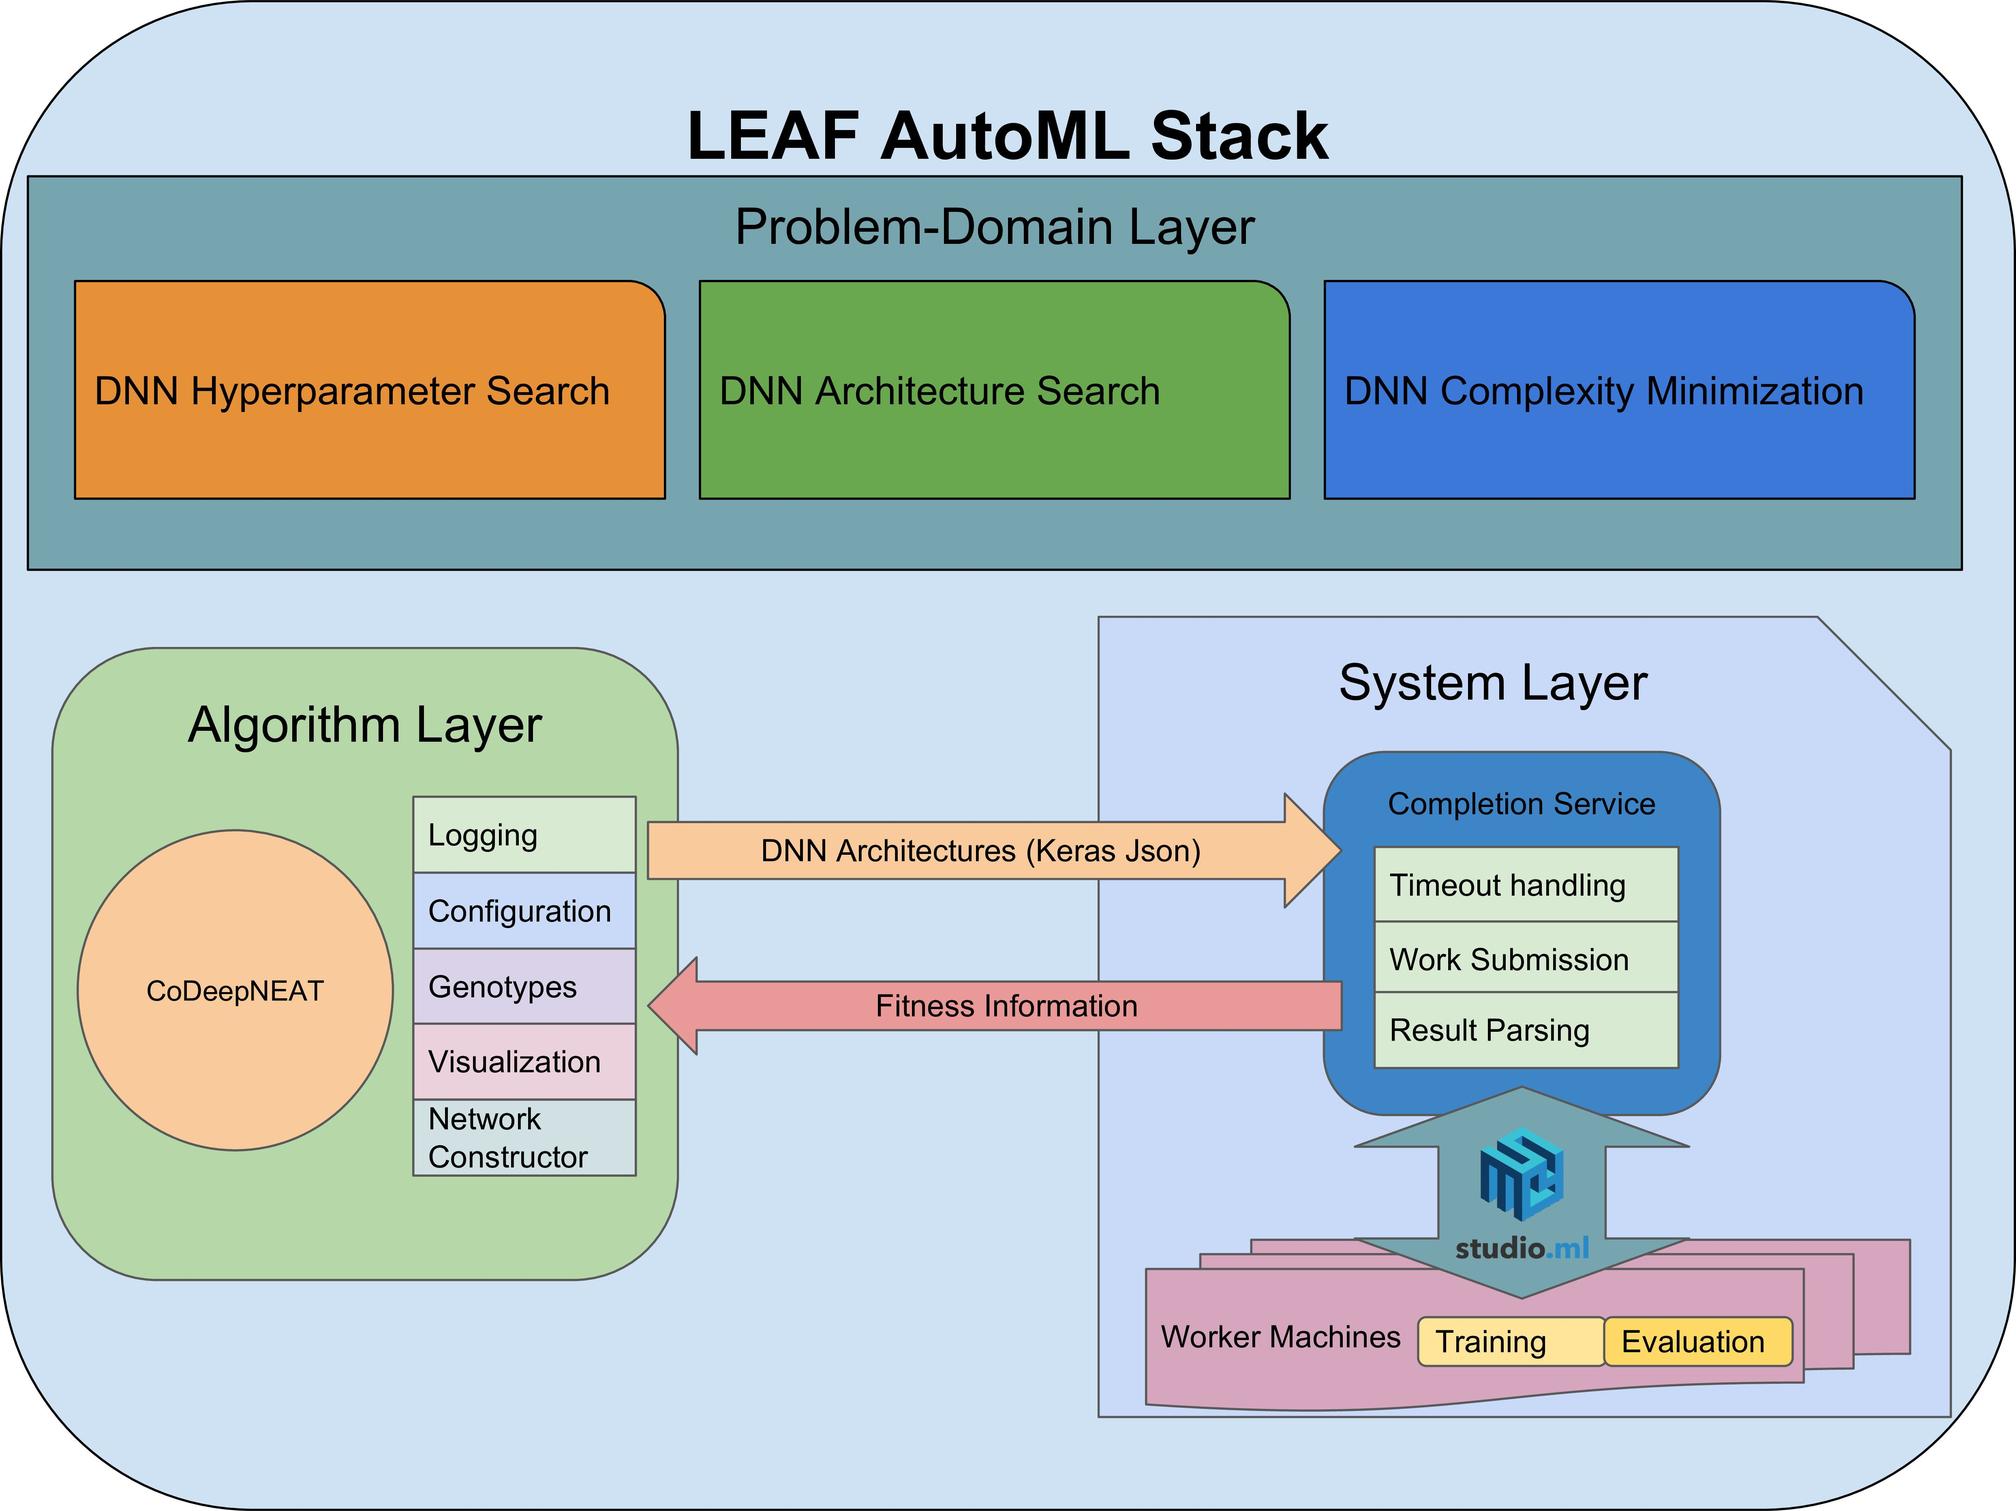 LEAF AutoML Stack
Problem-Domain Layer
DNN Hyperparameter Search
DNN Architecture Search
DNN Complexity Minimization
Algorithm Layer
CoDeepNEAT
Logging
Configuration
Genotypes
Visualization
Network
Constructor
DNN Architectures (Keras Json)
Fitness Information
System Layer
Completion Service
Timeout handling
Work Submission
Result Parsing
studio.ml
Worker Machines
Training
Evaluation